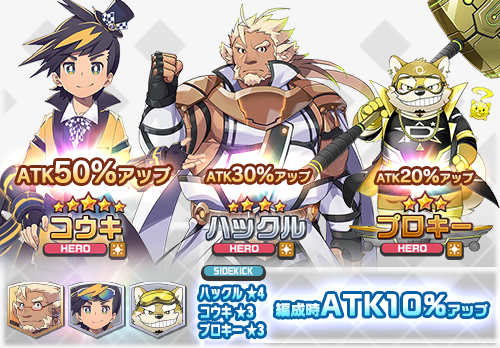 ATK50%アップ
ATK30%アップ
ATK20%アップ
★★★★★
★★★★
★★★
コウキ
ハックル
プロキー
HERO
HERO
HERO
SIDEKICK
ハックル★4
コウキ★3
プロキー★3
編成時ATK10%アップ